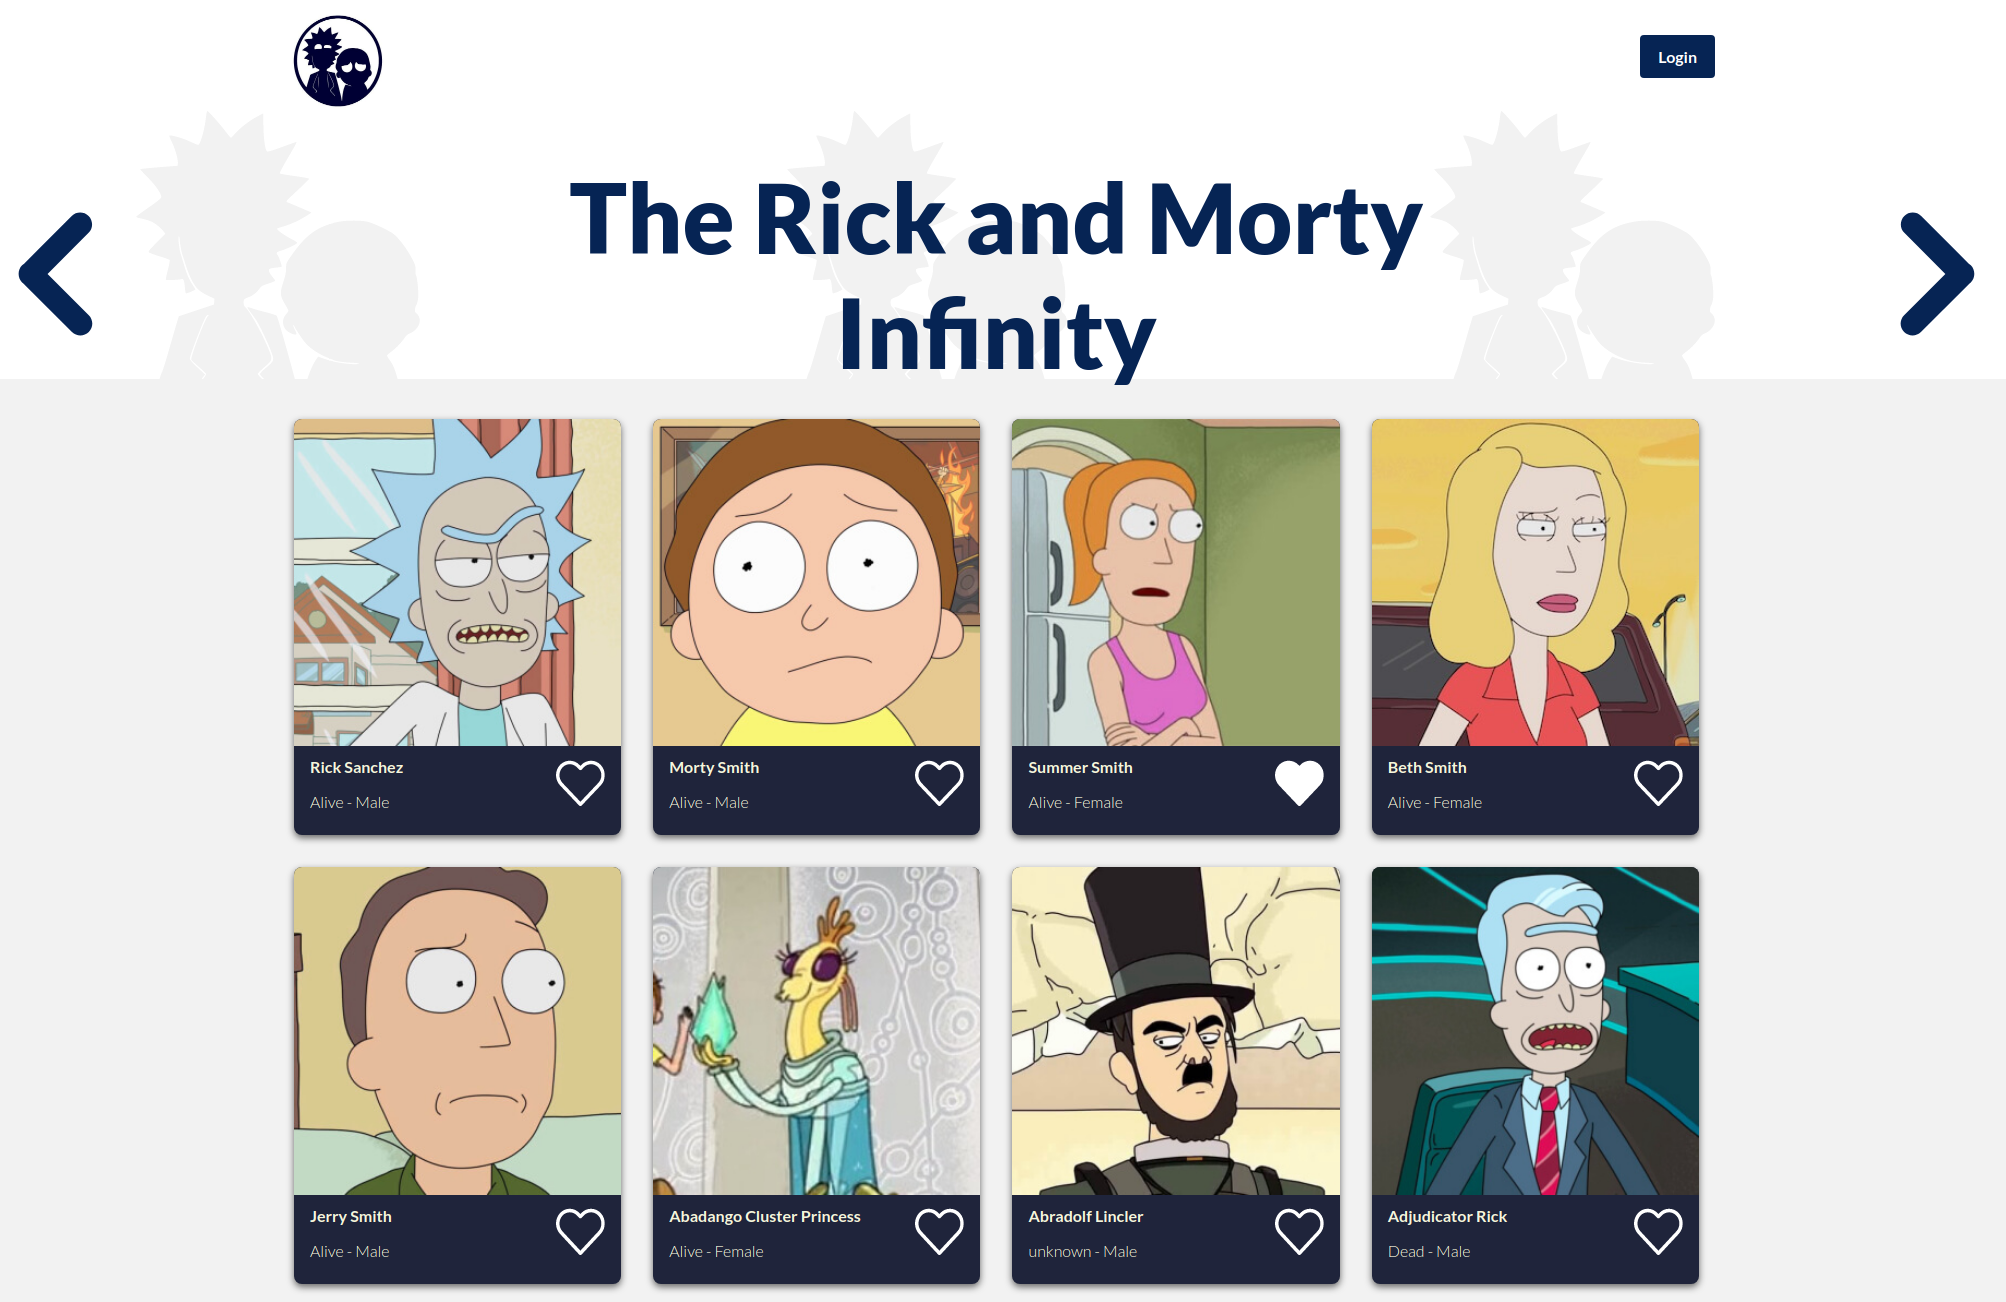 Login
The Rick and Morty
Infinity
Rick Sanchez
Alive - Male
Morty Smith
Alive - Male
Summer Smith
Alive - Female
Beth Smith
Alive - Female
Jerry Smith
Alive - Male
Abadango Cluster Princess
Alive - Female
Abradolf Lincler
unknown - Male
Adjudicator Rick
Dead - Male